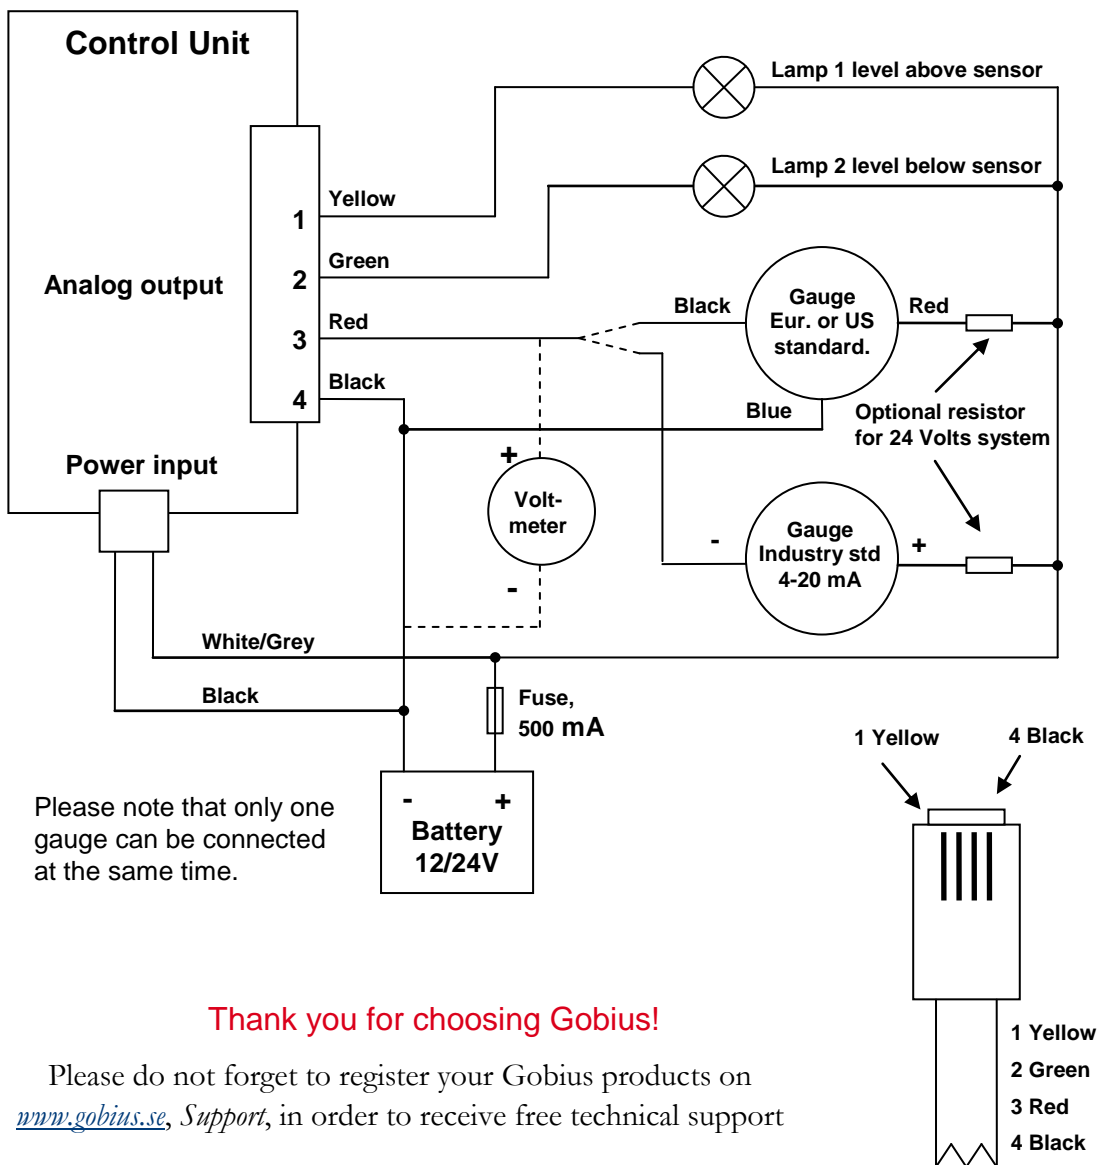 Control Unit
Lamp 1 level above sensor
Lamp 2 level below sensor
Yellow
1
Green
2
Analog output
Red
3
Black
4
Black
Gauge
Eur. or US
standard.
Red
Blue
Optional resistor
for 24 Volts system
Power input
+
Volt-
meter
-
-
Gauge
Industry std
4-20 mA
+
White/Grey
Black
Fuse,
500 mA
- +
Battery
12/24V
Please note that only one
gauge can be connected
at the same time.
1 Yellow
4 Black
1 Yellow
2 Green
3 Red
4 Black
Thank you for choosing Gobius!
Please do not forget to register your Gobius products on
www.gobius.se, Support, in order to receive free technical support